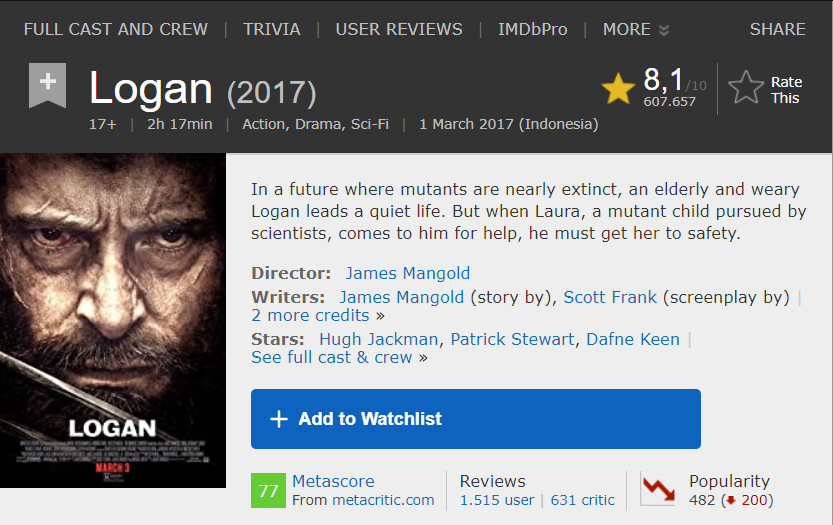 FULL CAST AND CREW | TRIVIA | USER REVIEWS | IMDbPro | MORE SHARE
Logan (2017)
8,1/10
607.657
Rate
This
17+ | 2h 17min | Action, Drama, Sci-Fi | 1 March 2017 (Indonesia)
In a future where mutants are nearly extinct, an elderly and weary
Logan leads a quiet life. But when Laura, a mutant child pursued by
scientists, comes to him for help, he must get her to safety.
Director: James Mangold
Writers: James Mangold (story by), Scott Frank (screenplay by) |
2 more credits »
Stars: Hugh Jackman, Patrick Stewart, Dafne Keen |
See full cast & crew »
+ Add to Watchlist
LOGAN
MARCH 3
77 Metascore
From metacritic.com
Reviews
1.515 user | 631 critic
Popularity
482 (200)